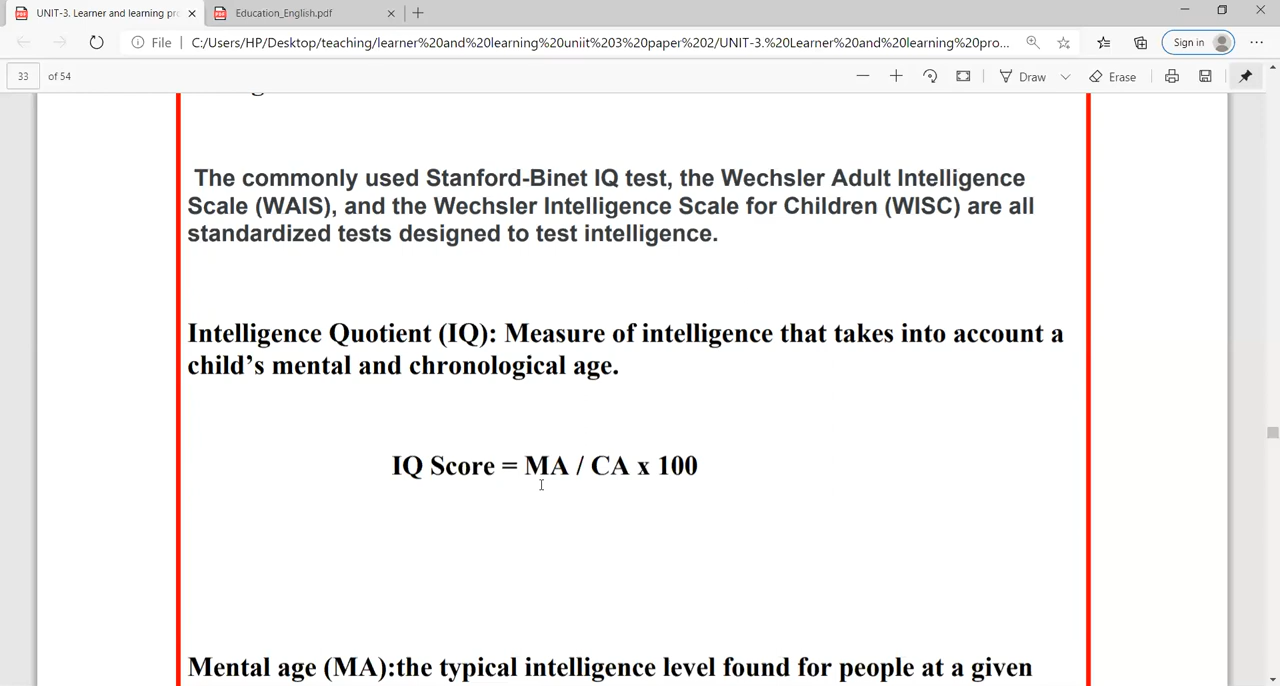 UNIT-3. Learner and learning pro
Education_English.pdf
File
C:/Users/HP/Desktop/teaching/learner%20and%20learning%20uniit%203%20paper%202/UNIT-3.%20Learner%20and%20learning%20pro...
Sign in
33 of 54
Draw
Erase
The commonly used Stanford-Binet IQ test, the Wechsler Adult Intelligence
Scale (WAIS), and the Wechsler Intelligence Scale for Children (WISC) are all
standardized tests designed to test intelligence.
Intelligence Quotient (IQ): Measure of intelligence that takes into account a
child’s mental and chronological age.
IQ Score = MA / CA x 100
Mental age (MA):the typical intelligence level found for people at a given